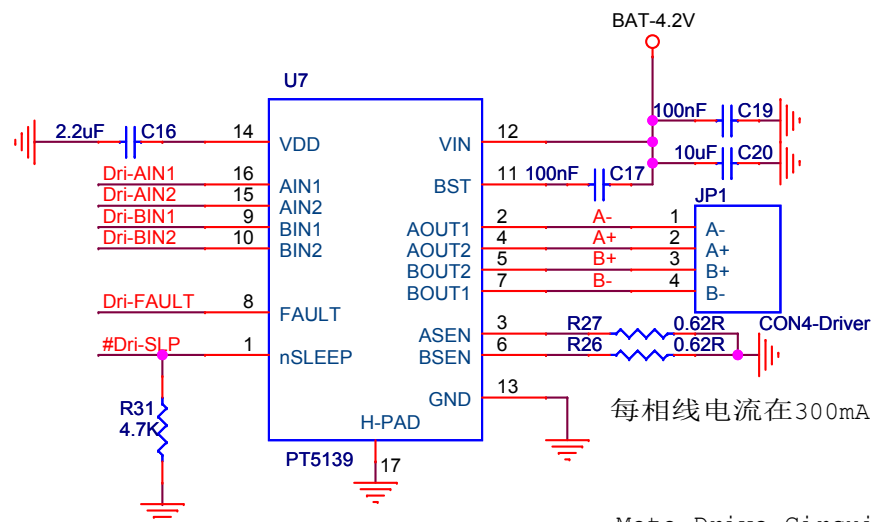 BAT-4.2V
U7
100nF C19
2.2uF C16 14 VDD VIN 12
10uF C20
Dri-AIN1 16 AIN1 BST 11 100nF C17
Dri-AIN2 15 AIN2
JP1
Dri-BIN1 9 BIN1 AOUT1 2 A- 1 A-
Dri-BIN2 10 BIN2 AOUT2 4 A+ 2 A+
BOUT2 5 B+ 3 B+
BOUT1 7 B- 4 B-
Dri-FAULT 8 FAULT
CON4-Driver
ASEN 3 R27 0.62R
#Dri-SLP 1 nSLEEP BSEN 6 R26 0.62R
GND 13
R31
4.7K
每相线电流在300mA
H-PAD
PT5139 17
Moto Drive Circui